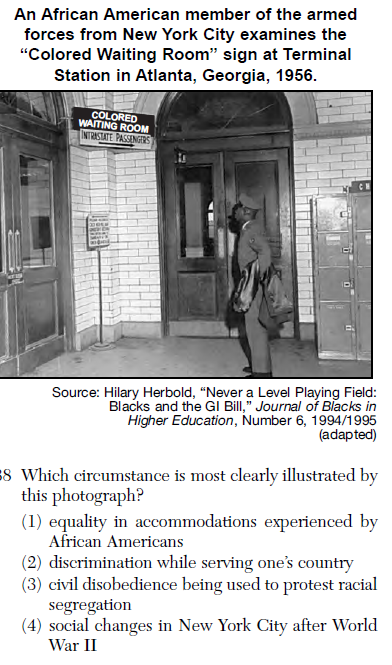 An African American member of the armed
forces from New York City examines the
“Colored Waiting Room” sign at Terminal
Station in Atlanta, Georgia, 1956.
COLORED
WAITING ROOM
INTRASTATE PASSENGERS
Source: Hilary Herbold, “Never a Level Playing Field:
Blacks and the GI Bill,” Journal of Blacks in
Higher Education, Number 6, 1994/1995
(adapted)
38 Which circumstance is most clearly illustrated by
this photograph?
(1) equality in accommodations experienced by
African Americans
(2) discrimination while serving one’s country
(3) civil disobedience being used to protest racial
segregation
(4) social changes in New York City after World
War II